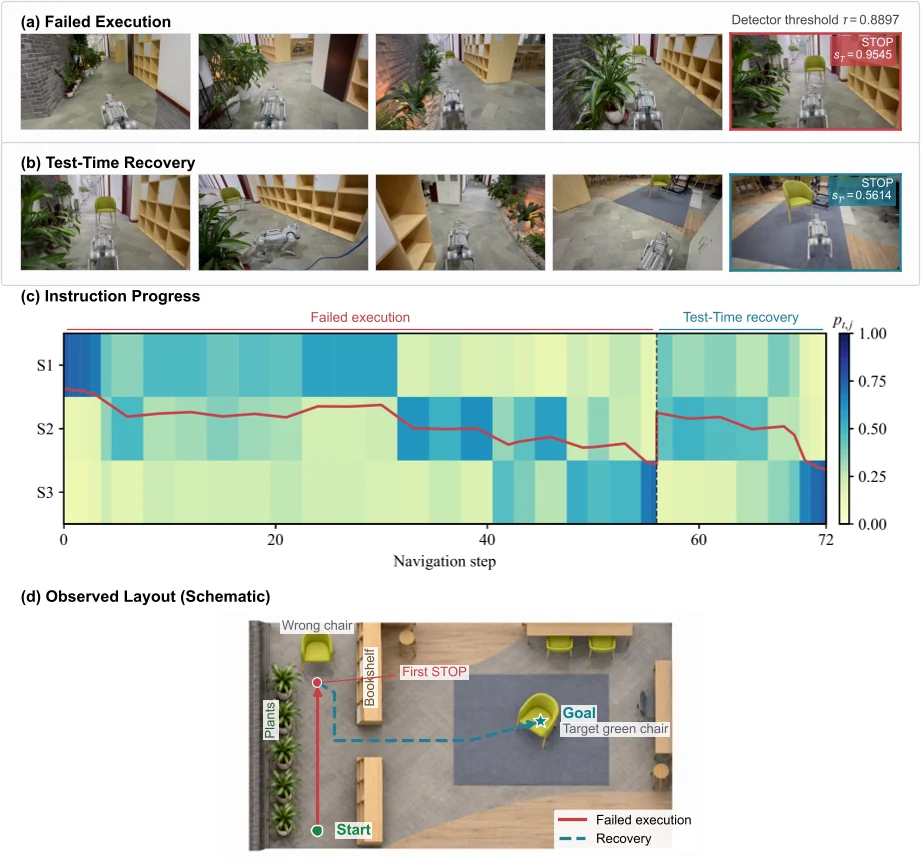 (a) Failed Execution
Detector threshold τ = 0.8897
STOP
s_T = 0.9545
(b) Test-Time Recovery
STOP
s_T′ = 0.5614
(c) Instruction Progress
Failed execution
Test-Time recovery
p_{t,j}
S1
S2
S3
1.00
0.75
0.50
0.25
0.00
0
20
40
60
72
Navigation step
(d) Observed Layout (Schematic)
Wrong chair
Bookshelf
First STOP
Plants
Goal
Target green chair
Start
Failed execution
Recovery